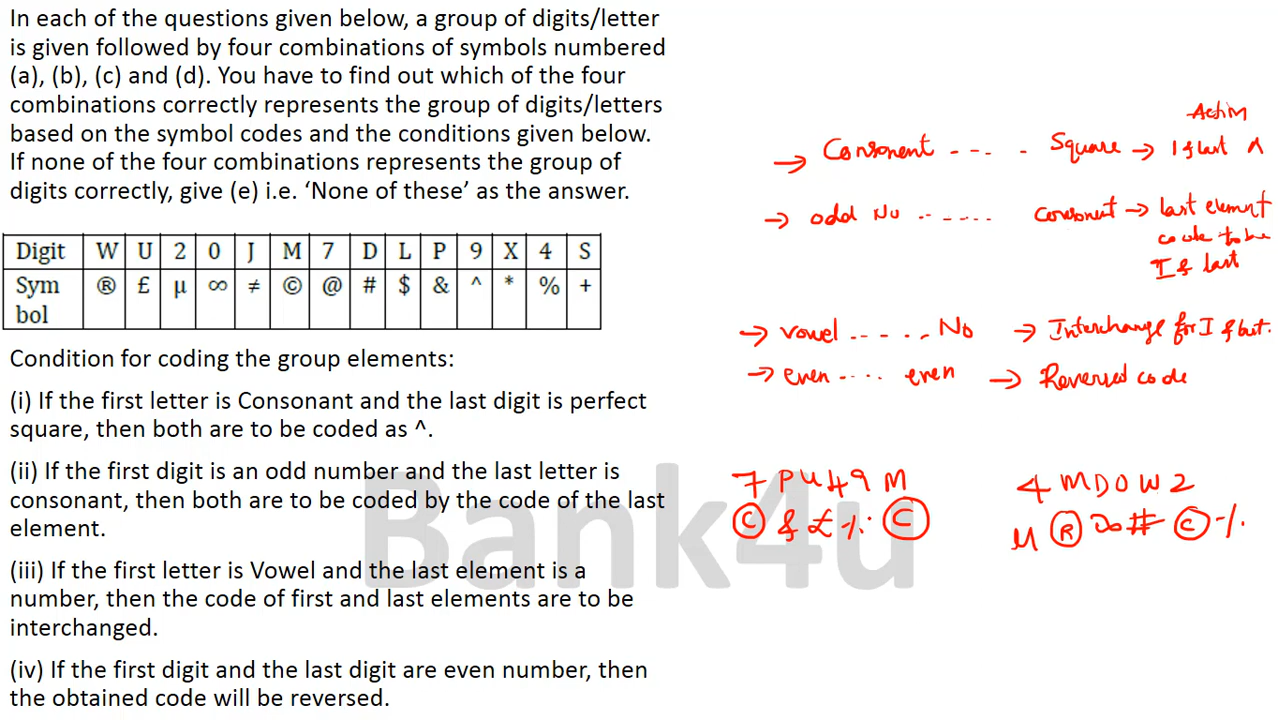 In each of the questions given below, a group of digits/letter
is given followed by four combinations of symbols numbered
(a), (b), (c) and (d). You have to find out which of the four
combinations correctly represents the group of digits/letters
based on the symbol codes and the conditions given below.
If none of the four combinations represents the group of
digits correctly, give (e) i.e. ‘None of these’ as the answer.
Digit W U 2 0 J M 7 D L P 9 X 4 S
Sym bol ® £ µ ∞ ≠ © @ # $ & ^ * % +
Condition for coding the group elements:
(i) If the first letter is Consonant and the last digit is perfect
square, then both are to be coded as ^.
(ii) If the first digit is an odd number and the last letter is
consonant, then both are to be coded by the code of the last
element.
(iii) If the first letter is Vowel and the last element is a
number, then the code of first and last elements are to be
interchanged.
(iv) If the first digit and the last digit are even number, then
the obtained code will be reversed.
Action
→ Consonent ---- Square → I & last ^
→ odd No ...... consonent → last elemnt
code to be
I & last
→ vowel ...... No → Interchange for I & last.
→ even .... even → Reversed code
7 P U 4 9 M
© & £ % ©
4 M D 0 W 2
µ ® ∞ # © %
Bank4u